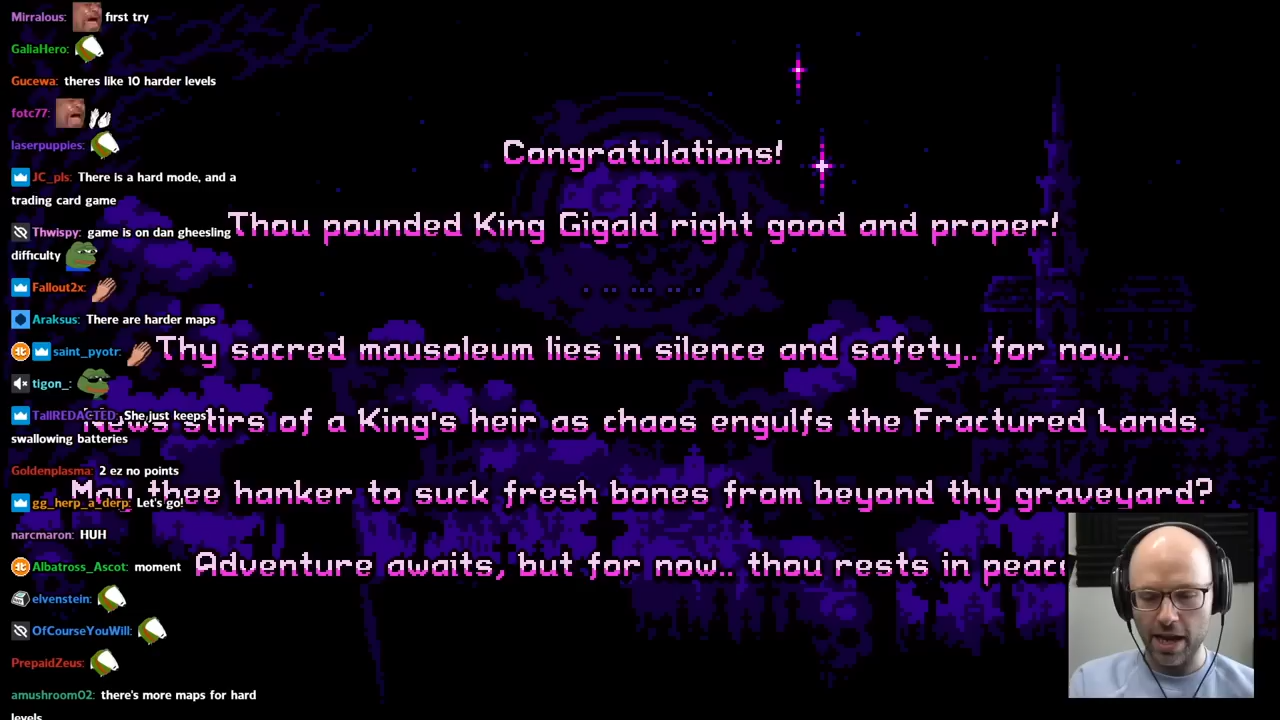 Mirralous: first try
GaliaHero:
Gucewa: theres like 10 harder levels
fotc77:
laserpuppies:
JC_pls: There is a hard mode, and a
trading card game
Thwispy: game is on dan gheesling
difficulty
Fallout2x:
Araksus: There are harder maps
saint_pyotr:
tigon_:
TallREDACTED: She just keeps
swallowing batteries
Goldenplasma: 2 ez no points
gg_herp_a_derp: Let's go!
narcmaron: HUH
Albatross_Ascot: moment
elvenstein:
OfCourseYouWill:
PrepaidZeus:
amushroom02: there's more maps for hard
levels
Congratulations!
Thou pounded King Gigald right good and proper!
. .. ... .. .
Thy sacred mausoleum lies in silence and safety.. for now.
News stirs of a King's heir as chaos engulfs the Fractured Lands.
May thee hanker to suck fresh bones from beyond thy graveyard?
Adventure awaits, but for now.. thou rests in peace